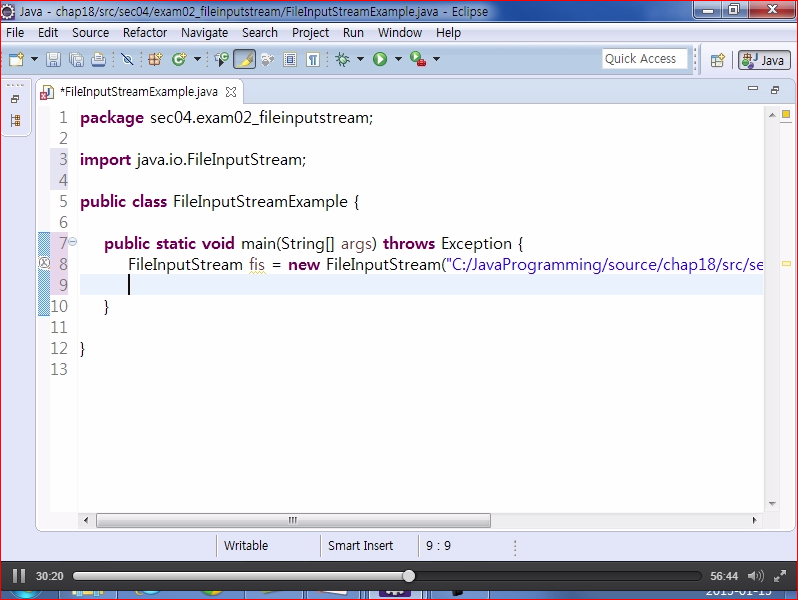 Java - chap18/src/sec04/exam02_fileinputstream/FileInputStreamExample.java - Eclipse
File Edit Source Refactor Navigate Search Project Run Window Help
Quick Access Java
*FileInputStreamExample.java
1 package sec04.exam02_fileinputstream;
2
3 import java.io.FileInputStream;
4
5 public class FileInputStreamExample {
6
7 public static void main(String[] args) throws Exception {
8 FileInputStream fis = new FileInputStream("C:/JavaProgramming/source/chap18/src/se
9
10 }
11
12 }
13
Writable Smart Insert 9 : 9
30:20 56:44